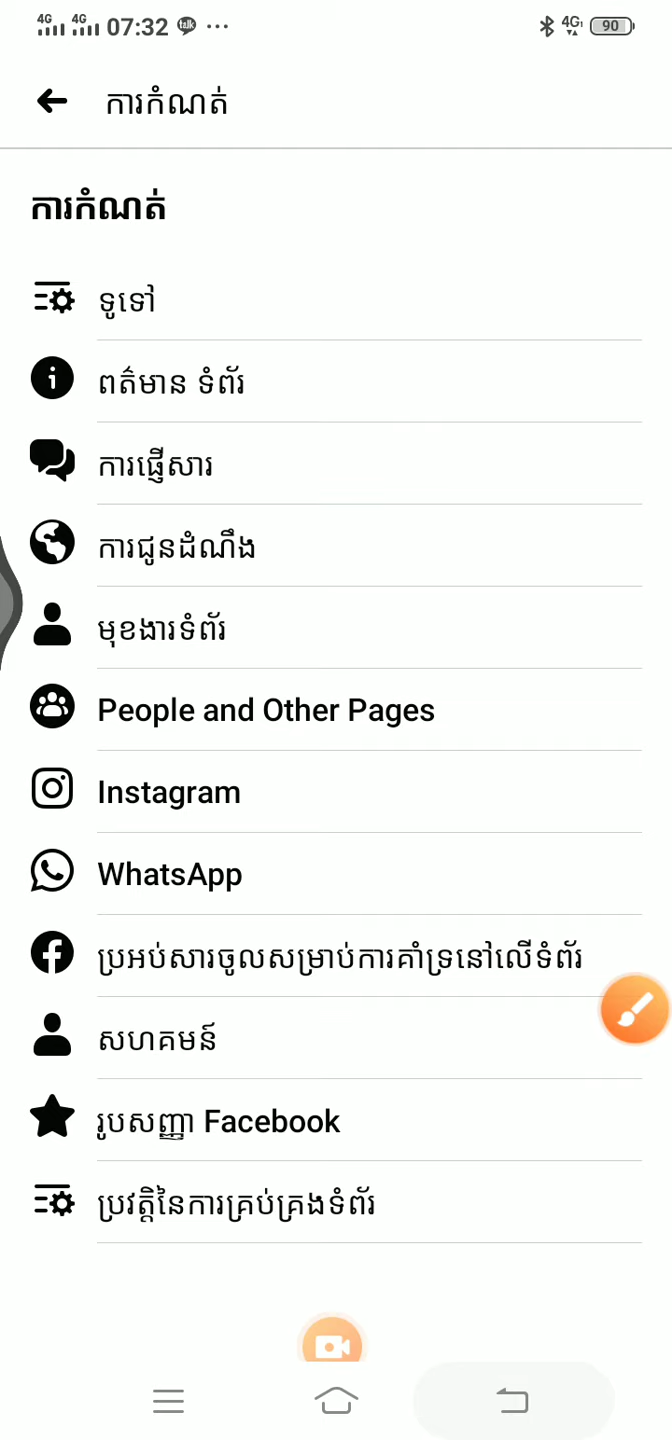 4G 4G 07:32 talk ... 4G 90
ការកំណត់
ការកំណត់
ទូទៅ
ពត៌មាន ទំព័រ
ការផ្ញើសារ
ការជូនដំណឹង
មុខងារទំព័រ
People and Other Pages
Instagram
WhatsApp
ប្រអប់សារចូលសម្រាប់ការគាំទ្រនៅលើទំព័រ
សហគមន៍
រូបសញ្ញា Facebook
ប្រវត្តិនៃការគ្រប់គ្រងទំព័រ